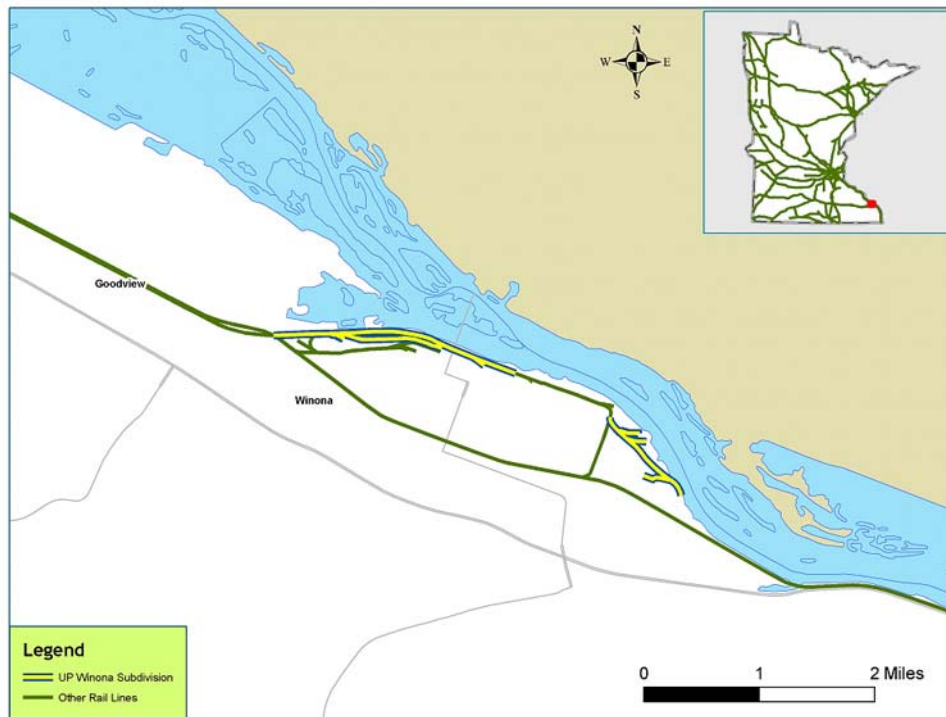 N
W E
S
Goodview
Winona
Legend
UP Winona Subdivision
Other Rail Lines
0 1 2 Miles